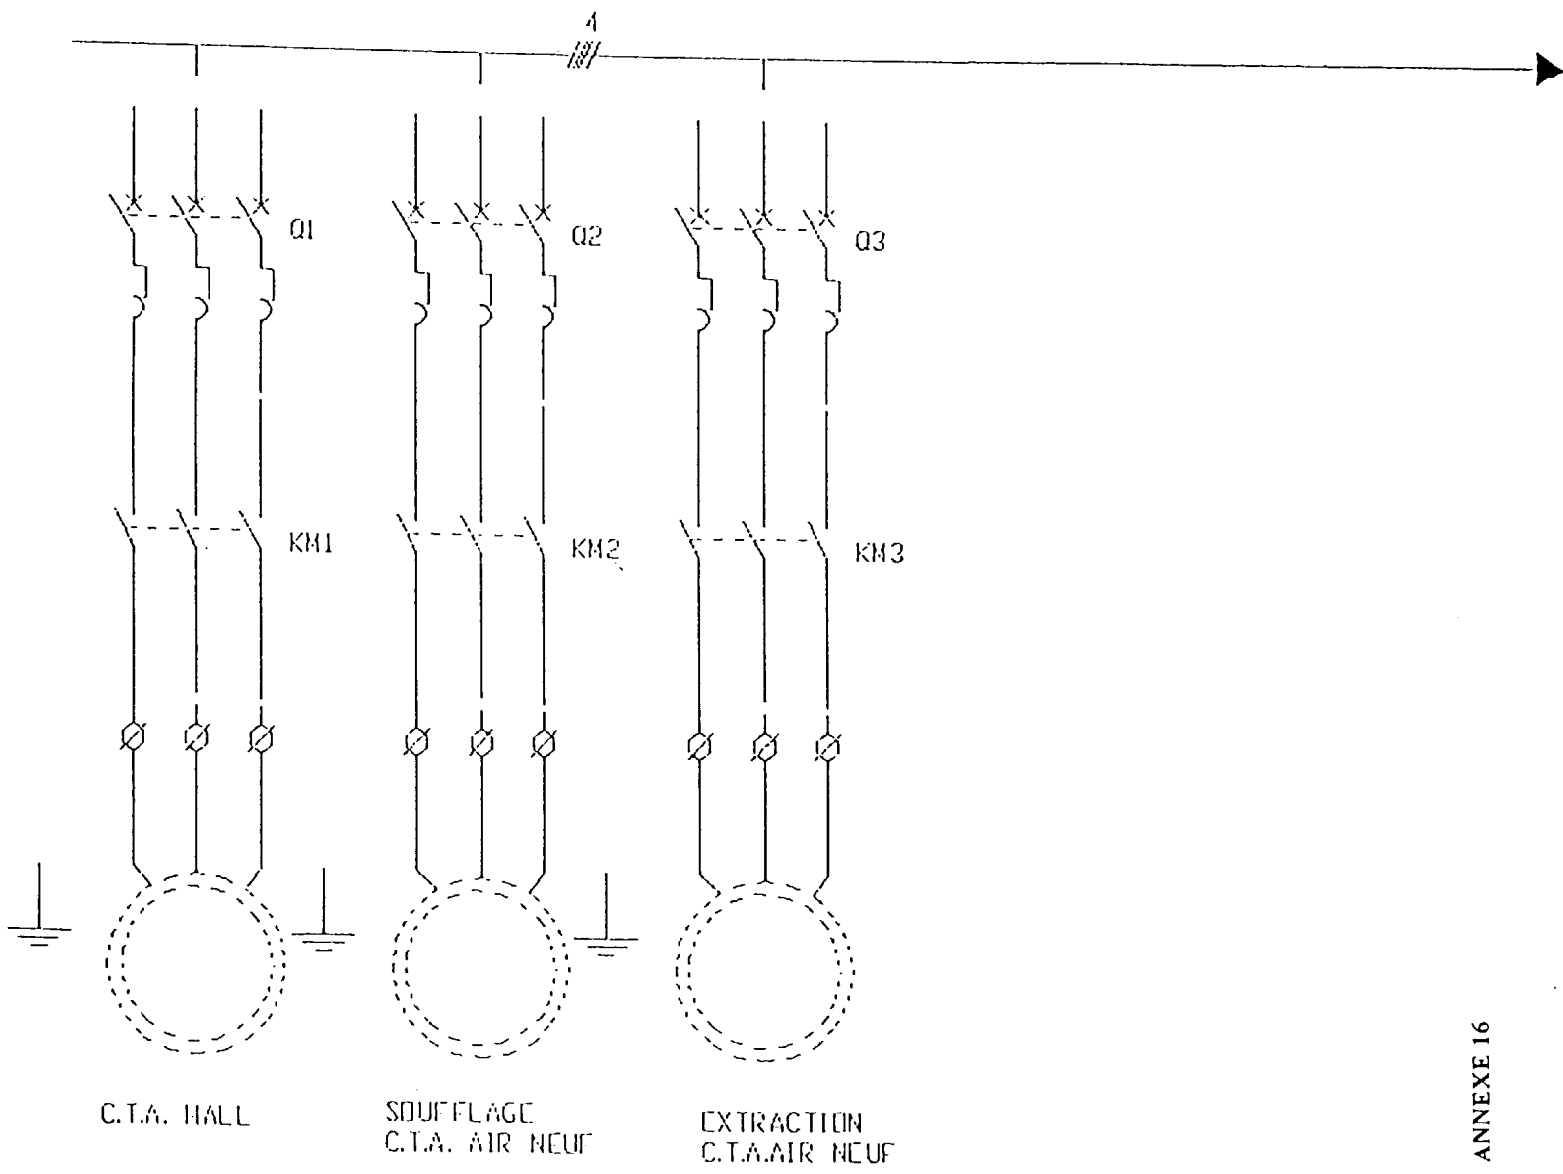 4
Q1
Q2
Q3
KM1
KM2
KM3
C.T.A. HALL
SOUFFLAGE
C.T.A. AIR NEUF
EXTRACTION
C.T.A.AIR NEUF
ANNEXE 16